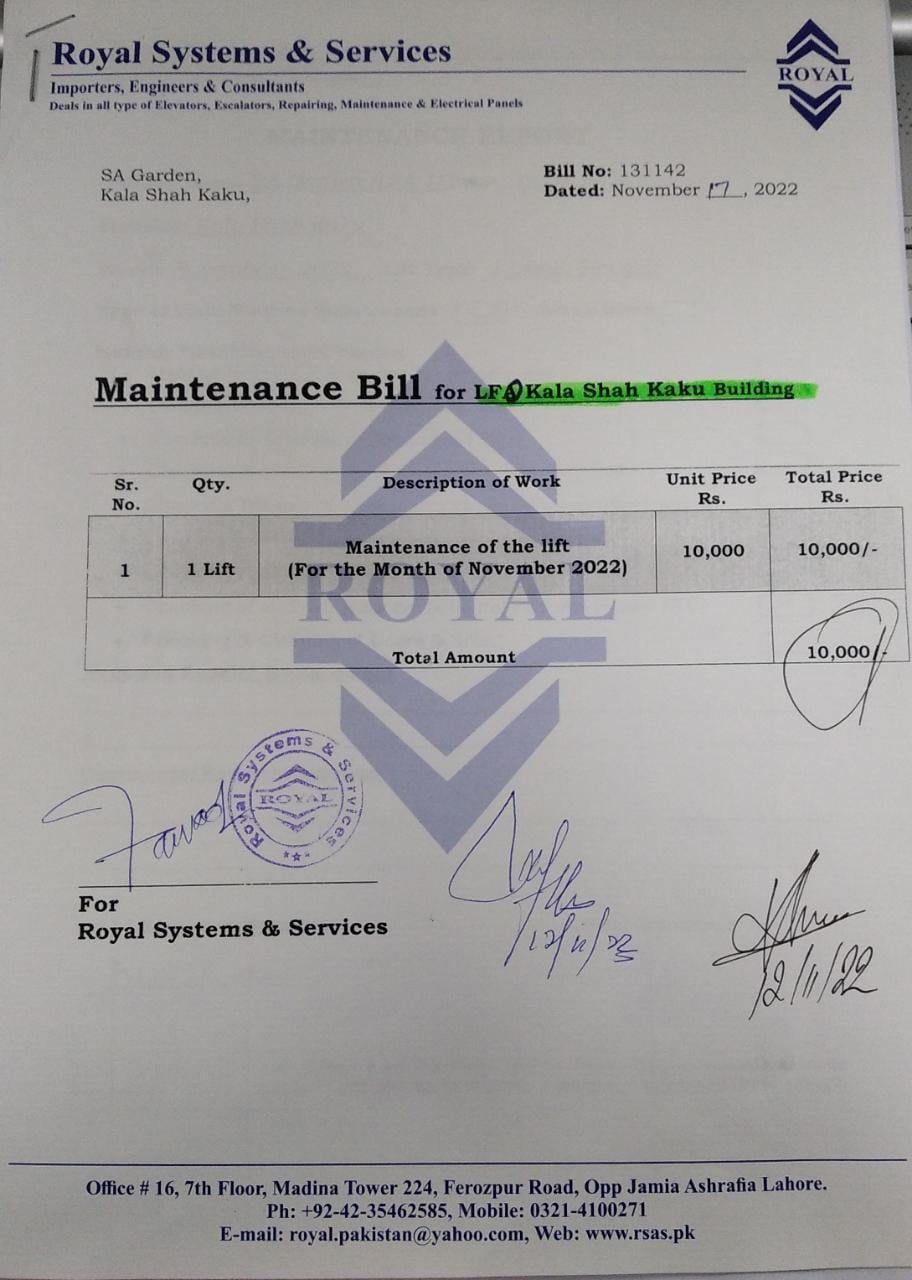 Royal Systems & Services
Importers, Engineers & Consultants
Deals in all type of Elevators, Escalators, Repairing, Maintenance & Electrical Panels
ROYAL
SA Garden,
Kala Shah Kaku,
Bill No: 131142
Dated: November 17, 2022
Maintenance Bill for LFA Kala Shah Kaku Building
Sr. No. Qty. Description of Work Unit Price Rs. Total Price Rs.
1 1 Lift Maintenance of the lift (For the Month of November 2022) 10,000 10,000/-
Total Amount 10,000/-
ROYAL
Royal Systems & Services
ROYAL
Fawad
For
Royal Systems & Services
12/11/22
Office # 16, 7th Floor, Madina Tower 224, Ferozpur Road, Opp Jamia Ashrafia Lahore.
Ph: +92-42-35462585, Mobile: 0321-4100271
E-mail: royal.pakistan@yahoo.com, Web: www.rsas.pk